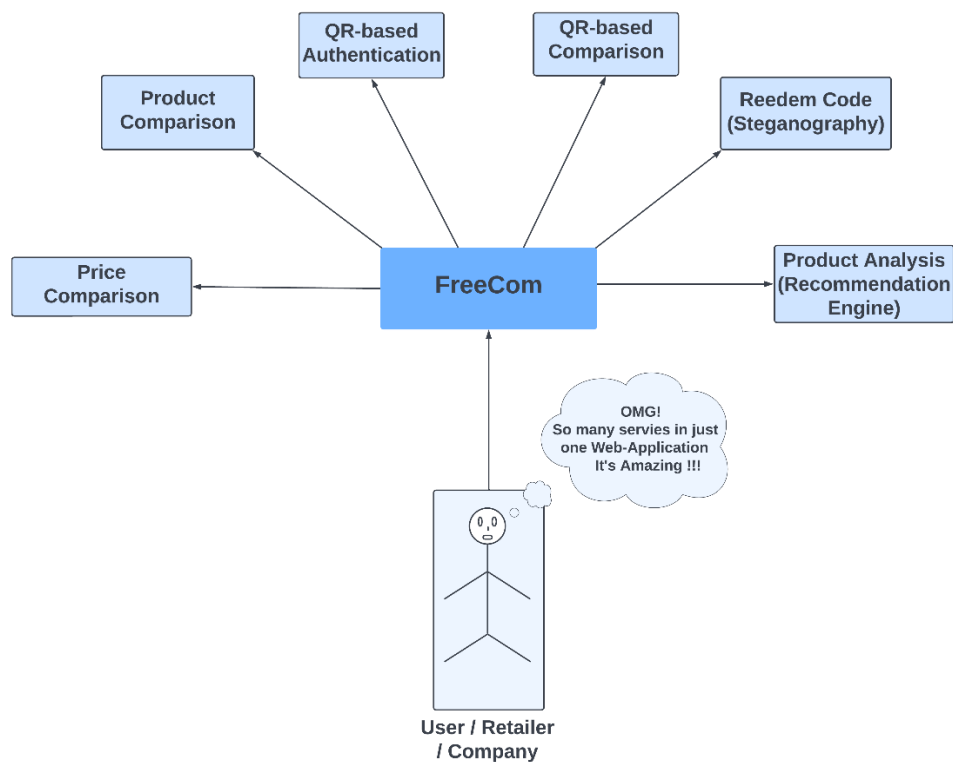 QR-based
Authentication
QR-based
Comparison
Product
Comparison
Reedem Code
(Steganography)
Price
Comparison
FreeCom
Product Analysis
(Recommendation
Engine)
OMG!
So many servies in just
one Web-Application
It's Amazing !!!
User / Retailer
/ Company